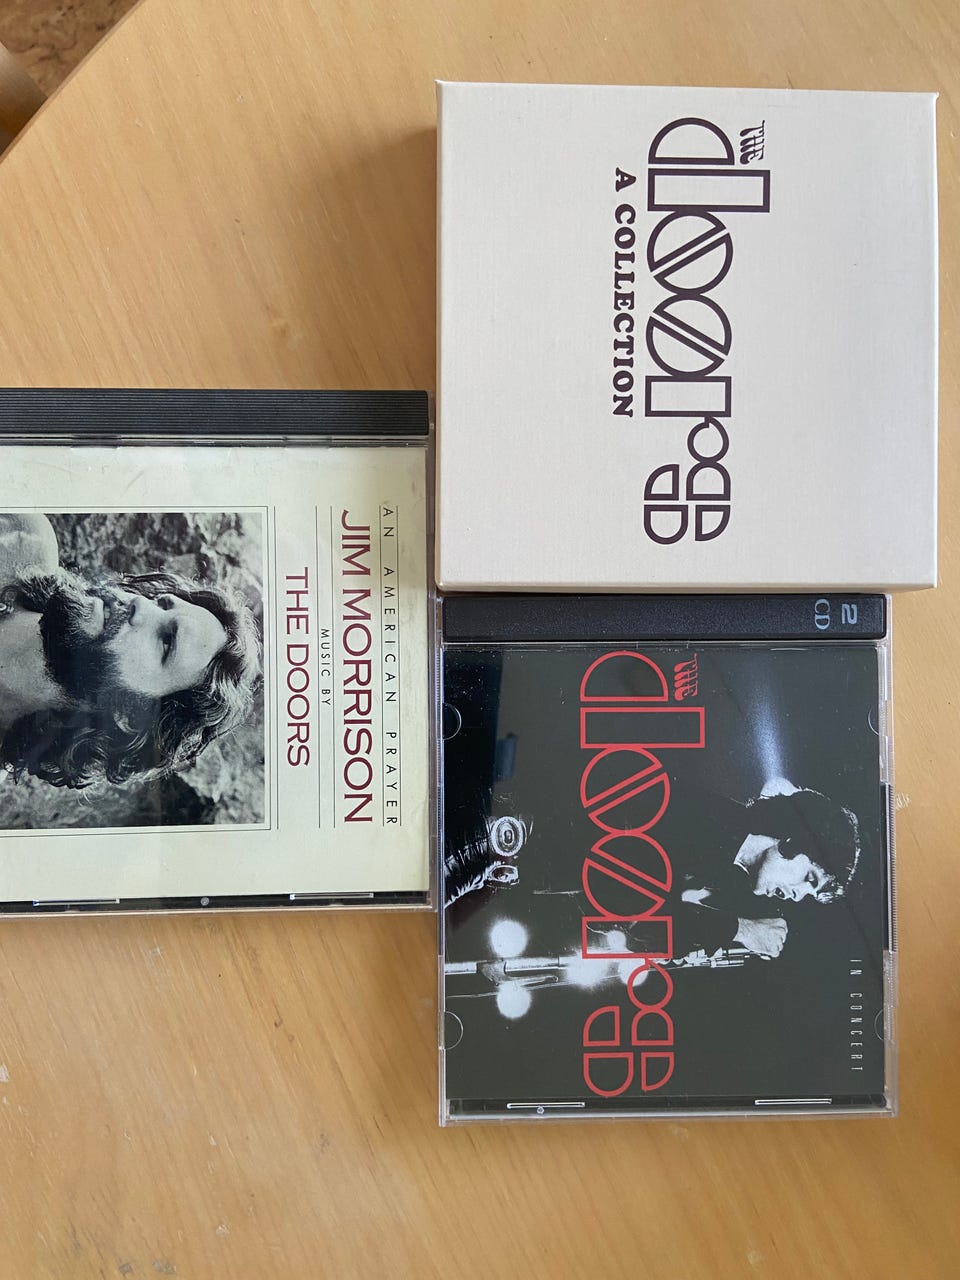 THE
doors
A COLLECTION
AN AMERICAN PRAYER
JIM MORRISON
MUSIC BY
THE DOORS
2
CD
THE
doors
IN CONCERT